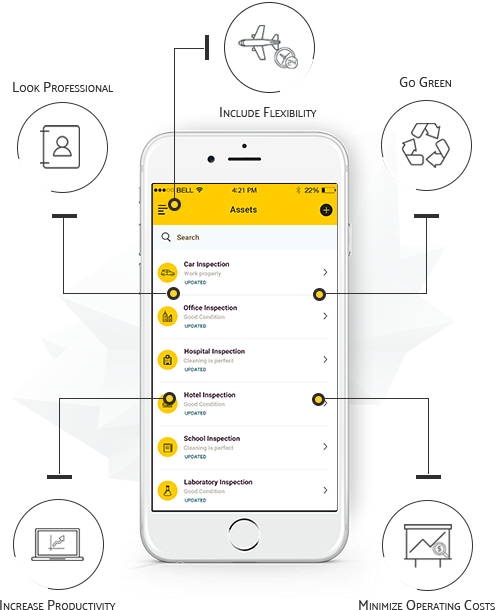 LOOK PROFESSIONAL
INCLUDE FLEXIBILITY
GO GREEN
BELL 4:21 PM 22%
Assets
Search
Car Inspection
Work properly
UPDATED
Office Inspection
Good Condition
UPDATED
Hospital Inspection
Cleaning is perfect
UPDATED
Hotel Inspection
Good Condition
UPDATED
School Inspection
Cleaning is perfect
UPDATED
Laboratory Inspection
Good Condition
UPDATED
INCREASE PRODUCTIVITY
MINIMIZE OPERATING COSTS